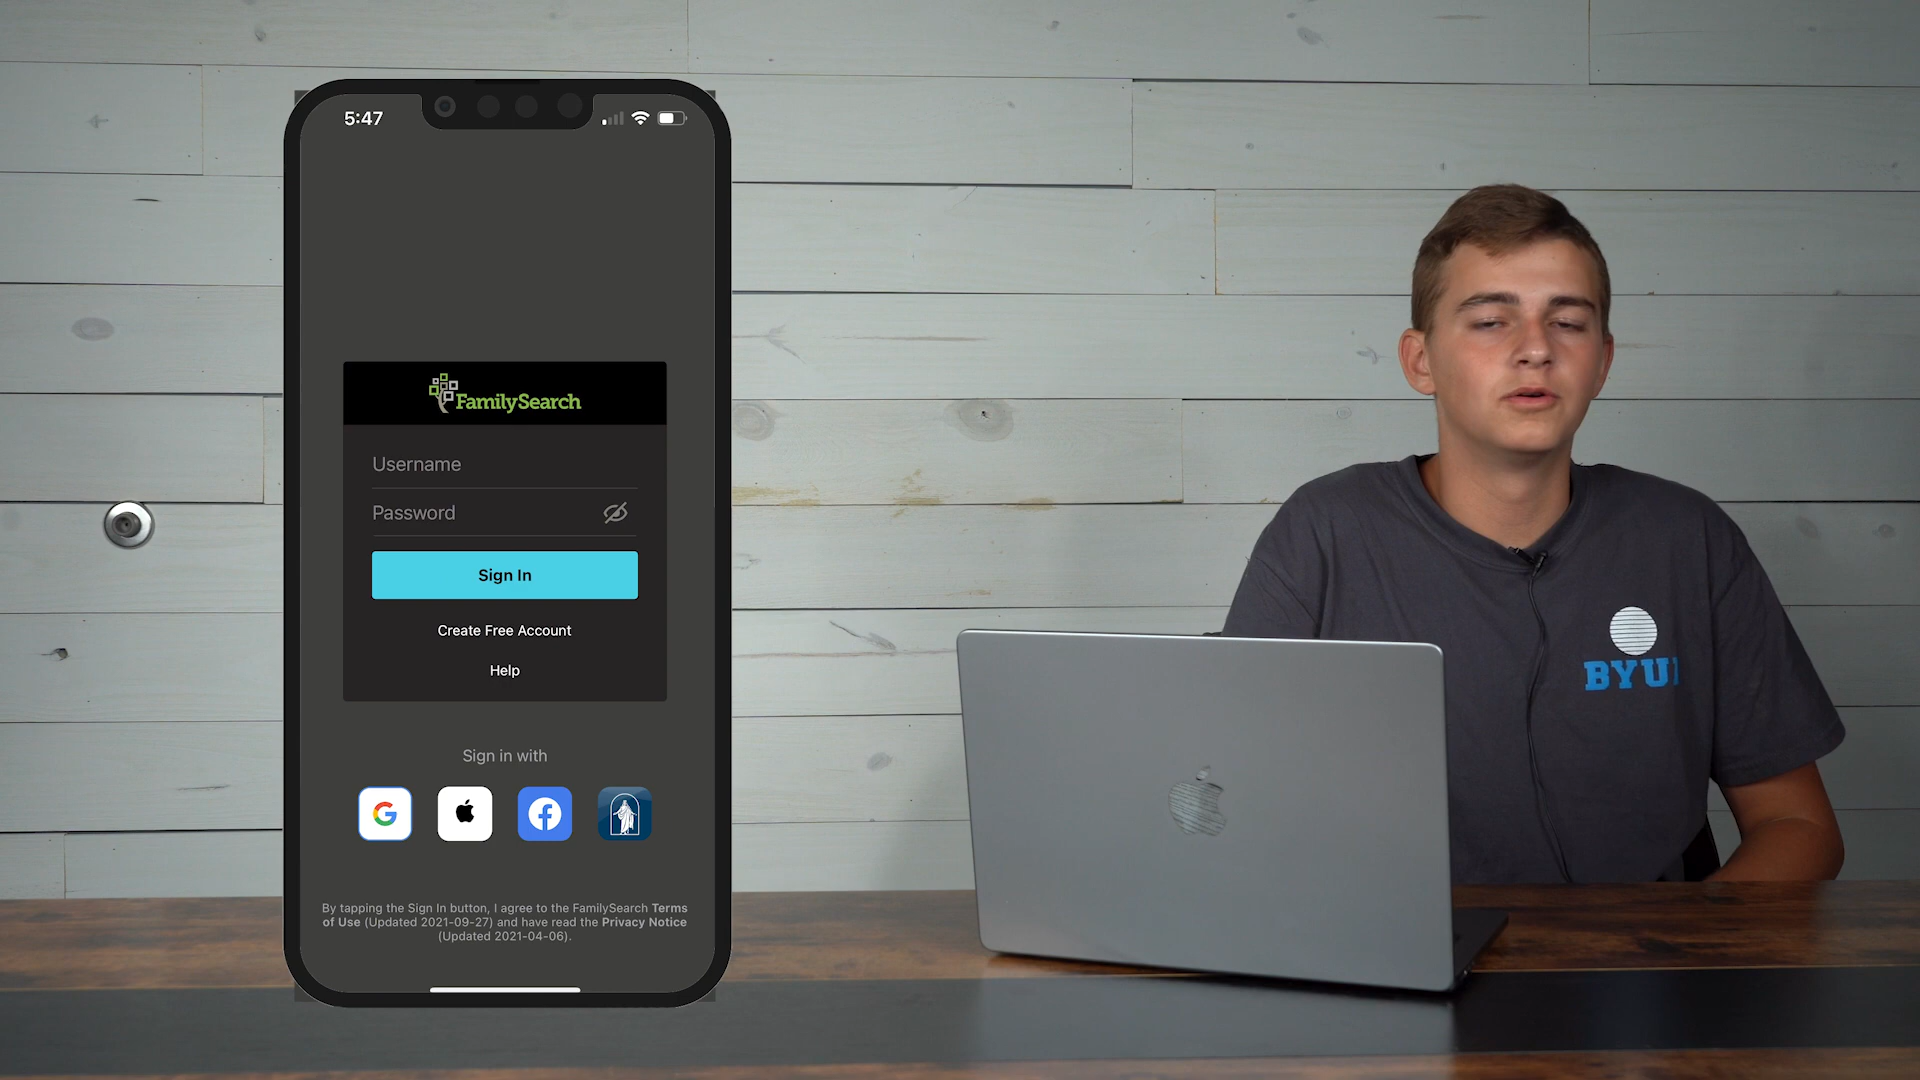 5:47
FamilySearch
Username
Password
Sign In
Create Free Account
Help
Sign in with
By tapping the Sign In button, I agree to the FamilySearch Terms
of Use (Updated 2021-09-27) and have read the Privacy Notice
(Updated 2021-04-06).
BYUI